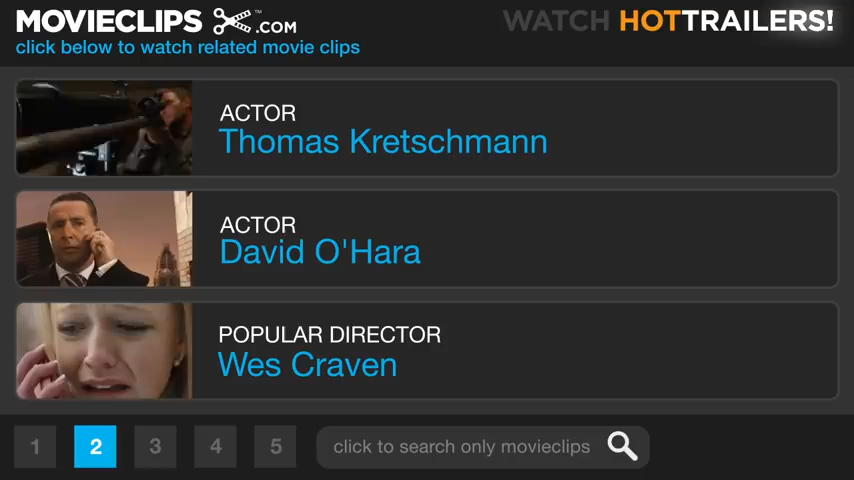 MOVIECLIPS .COM™
WATCH HOTTRAILERS!
click below to watch related movie clips
ACTOR
Thomas Kretschmann
ACTOR
David O'Hara
POPULAR DIRECTOR
Wes Craven
1 2 3 4 5 click to search only movieclips